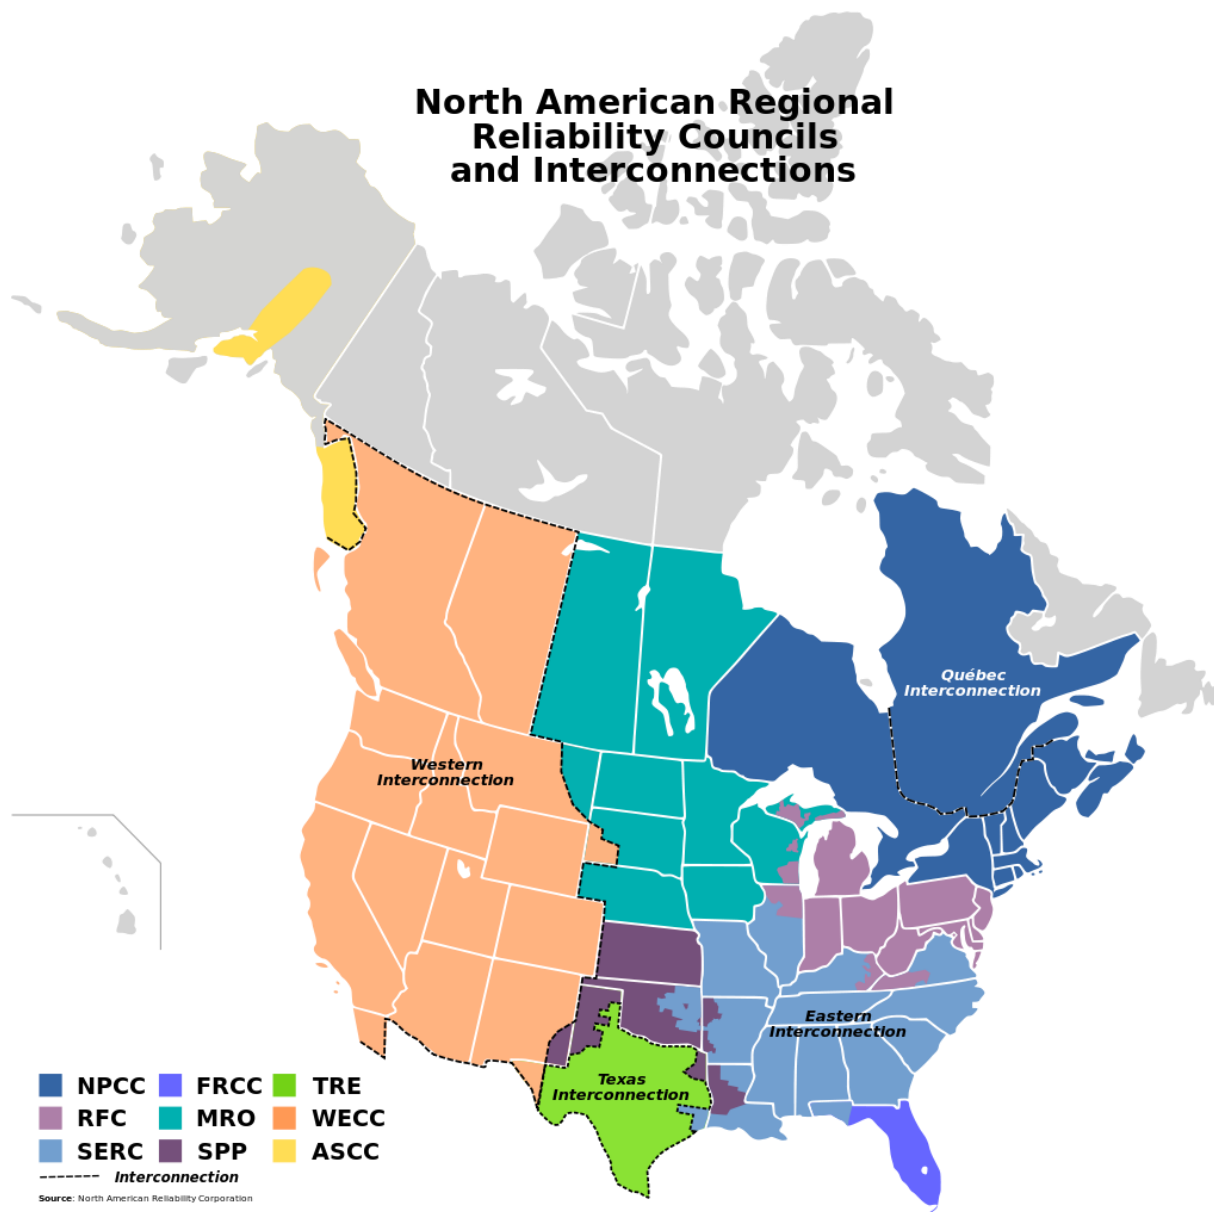 North American Regional
Reliability Councils
and Interconnections
Québec
Interconnection
Western
Interconnection
Eastern
Interconnection
Texas
Interconnection
NPCC
FRCC
TRE
RFC
MRO
WECC
SERC
SPP
ASCC
Interconnection
Source: North American Reliability Corporation